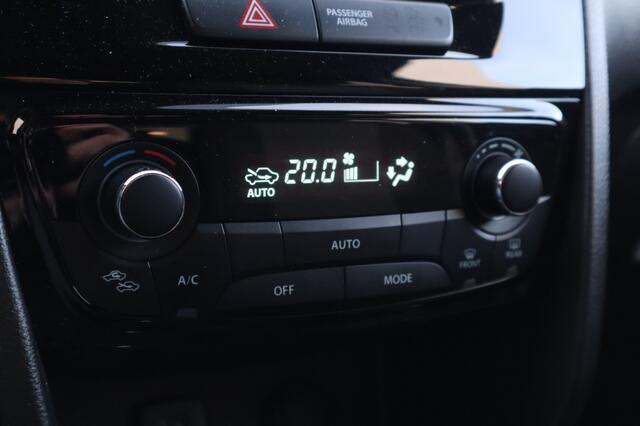 PASSENGER
AIRBAG
20.0
AUTO
AUTO
A/C
OFF
MODE
FRONT
REAR